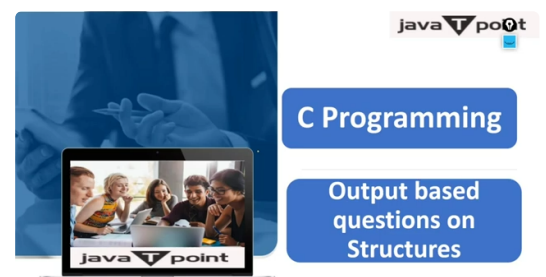 javaTpoint
C Programming
Output based
questions on
Structures
javaTpoint